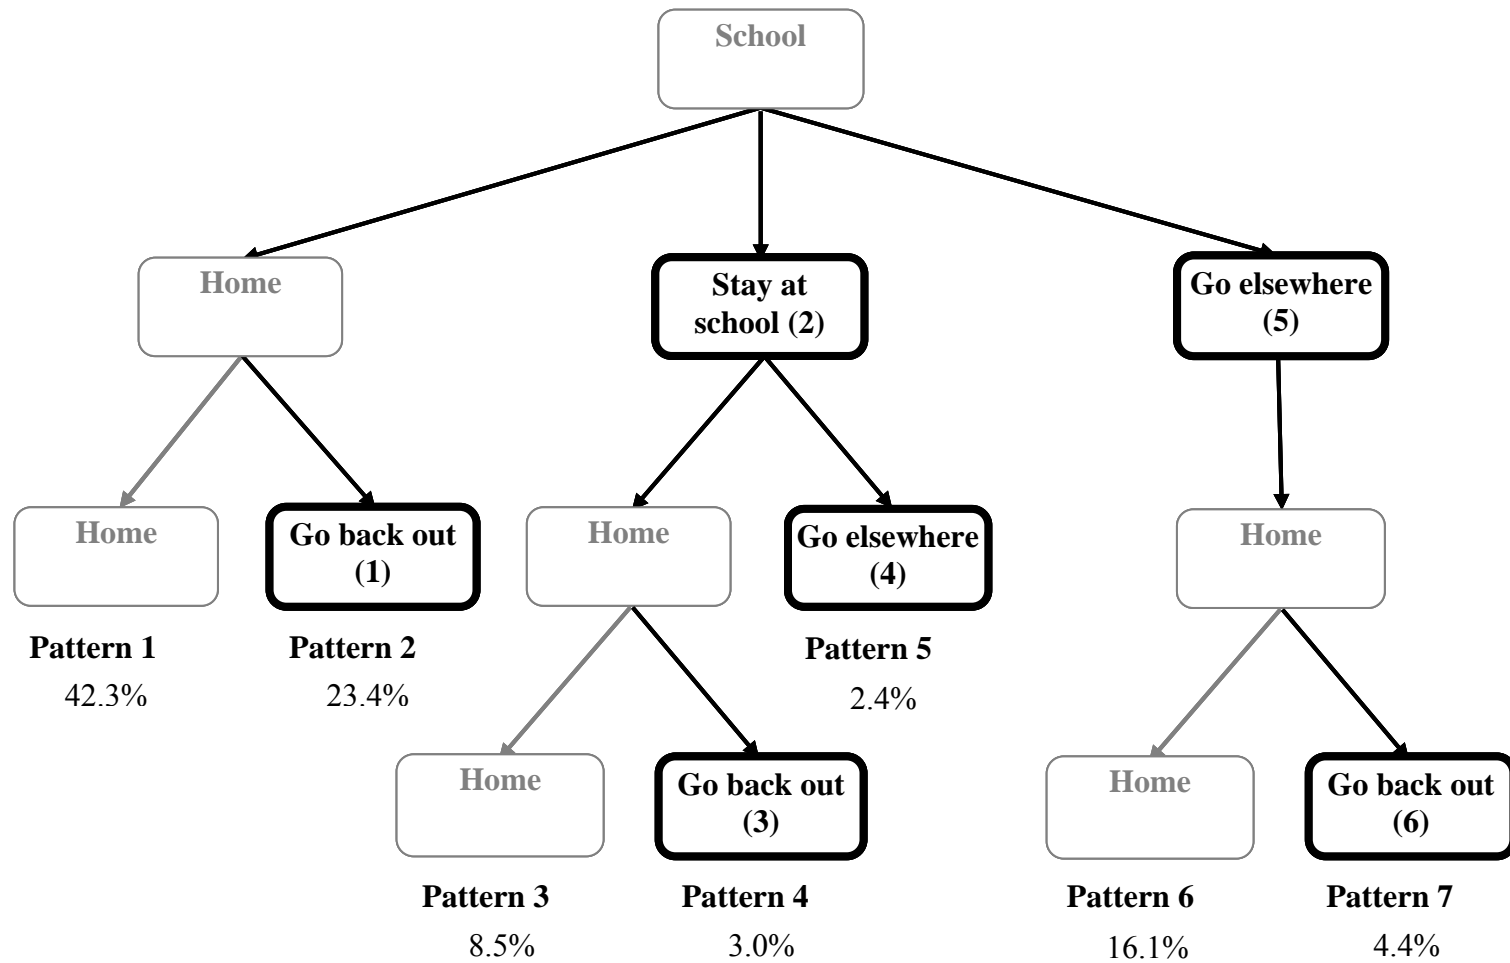 School
Home
Stay at
school (2)
Go elsewhere
(5)
Home
Go back out
(1)
Home
Go elsewhere
(4)
Home
Pattern 1
42.3%
Pattern 2
23.4%
Pattern 5
2.4%
Home
Go back out
(3)
Home
Go back out
(6)
Pattern 3
8.5%
Pattern 4
3.0%
Pattern 6
16.1%
Pattern 7
4.4%